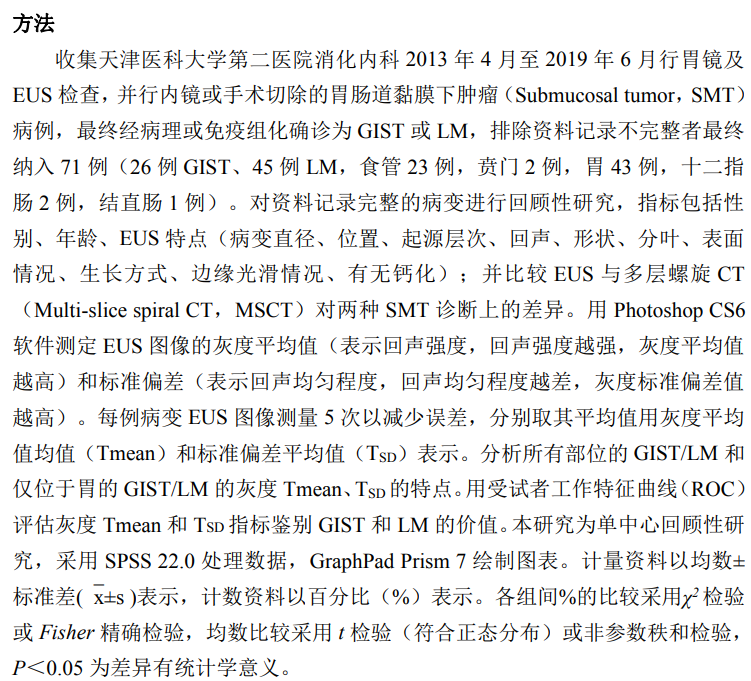 方法
收集天津医科大学第二医院消化内科 2013 年 4 月至 2019 年 6 月行胃镜及
EUS 检查，并行内镜或手术切除的胃肠道黏膜下肿瘤（Submucosal tumor，SMT）
病例，最终经病理或免疫组化确诊为 GIST 或 LM，排除资料记录不完整者最终
纳入 71 例（26 例 GIST、45 例 LM，食管 23 例，贲门 2 例，胃 43 例，十二指
肠 2 例，结直肠 1 例）。对资料记录完整的病变进行回顾性研究，指标包括性
别、年龄、EUS 特点（病变直径、位置、起源层次、回声、形状、分叶、表面
情况、生长方式、边缘光滑情况、有无钙化）；并比较 EUS 与多层螺旋 CT
（Multi-slice spiral CT，MSCT）对两种 SMT 诊断上的差异。用 Photoshop CS6
软件测定 EUS 图像的灰度平均值（表示回声强度，回声强度越强，灰度平均值
越高）和标准偏差（表示回声均匀程度，回声均匀程度越差，灰度标准偏差值
越高）。每例病变 EUS 图像测量 5 次以减少误差，分别取其平均值用灰度平均
值均值（Tmean）和标准偏差平均值（TSD）表示。分析所有部位的 GIST/LM 和
仅位于胃的 GIST/LM 的灰度 Tmean、TSD 的特点。用受试者工作特征曲线（ROC）
评估灰度 Tmean 和 TSD 指标鉴别 GIST 和 LM 的价值。本研究为单中心回顾性研
究，采用 SPSS 22.0 处理数据，GraphPad Prism 7 绘制图表。计量资料以均数±
标准差( x̅±s )表示，计数资料以百分比（%）表示。各组间%的比较采用χ² 检验
或 Fisher 精确检验，均数比较采用 t 检验（符合正态分布）或非参数秩和检验，
P＜0.05 为差异有统计学意义。